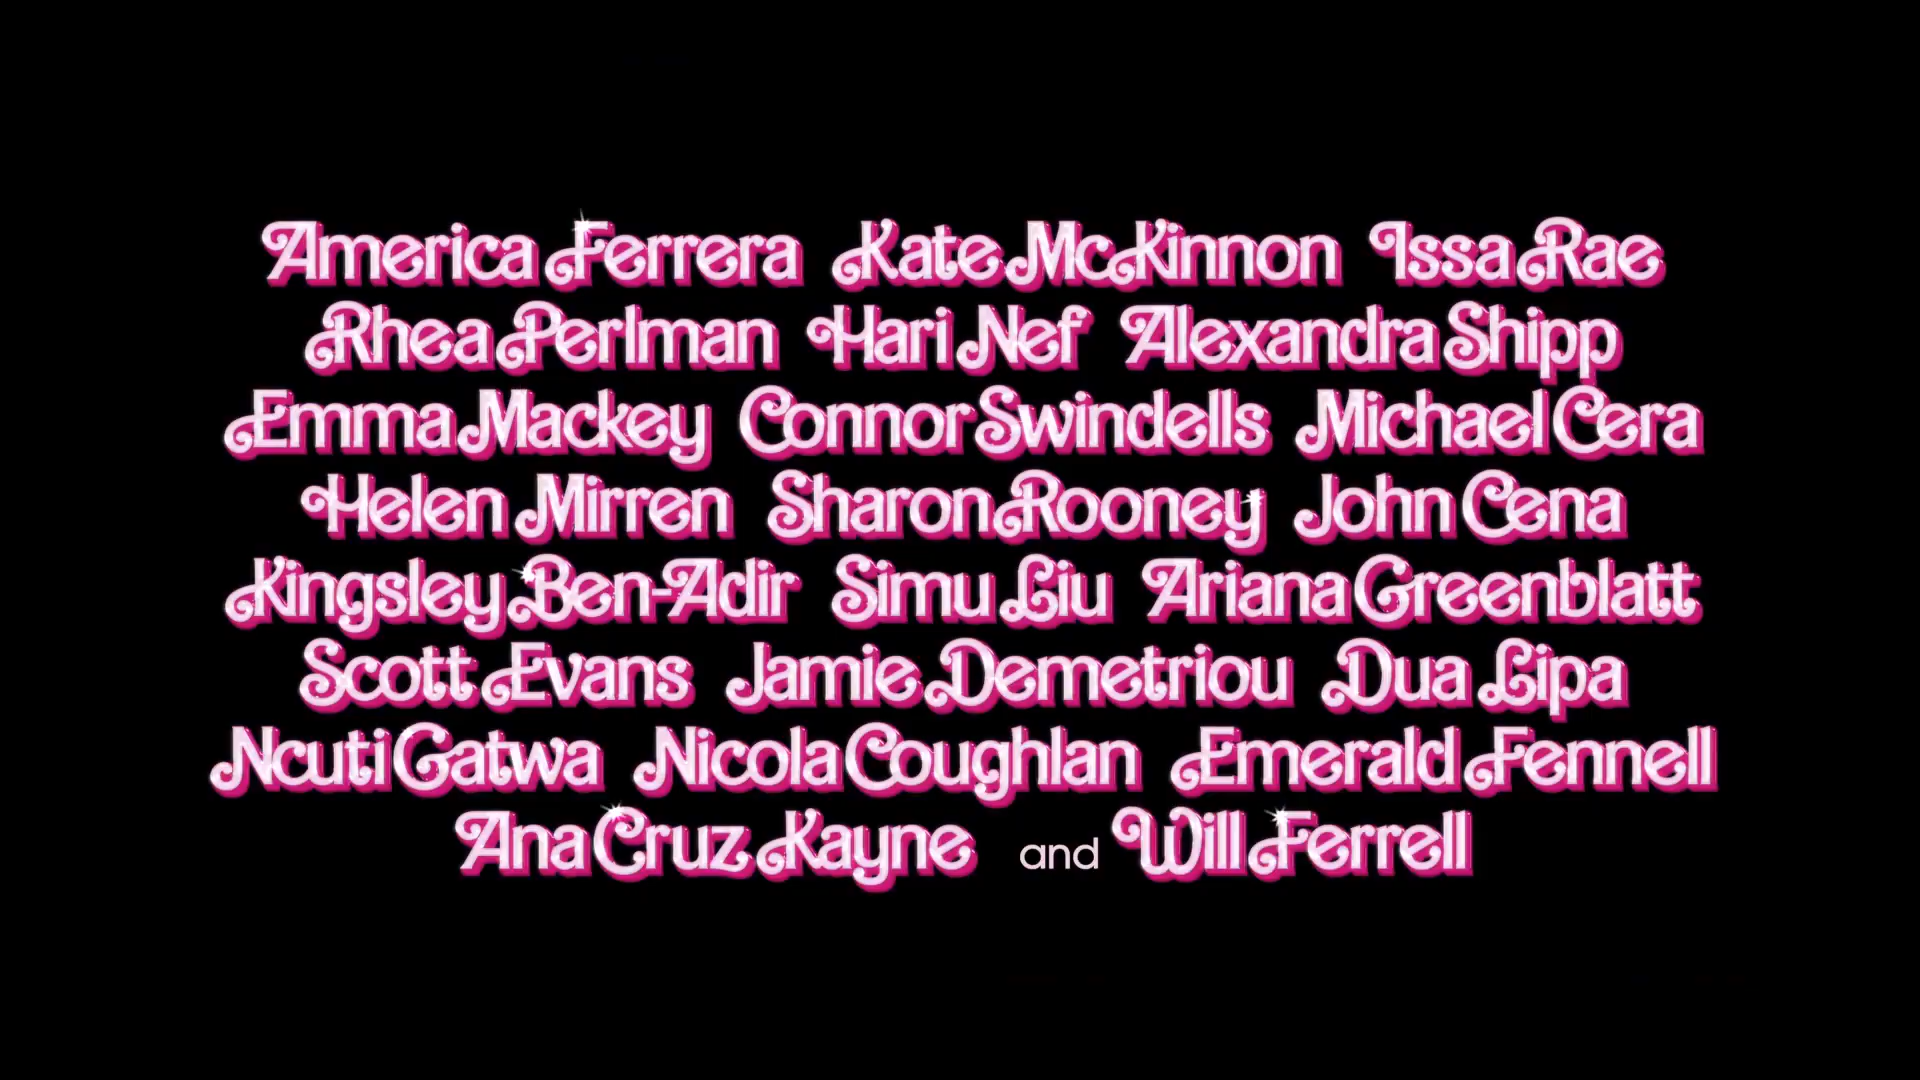 America Ferrera Kate McKinnon Issa Rae
Rhea Perlman Hari Nef Alexandra Shipp
Emma Mackey Connor Swindells Michael Cera
Helen Mirren Sharon Rooney John Cena
Kingsley Ben-Adir Simu Liu Ariana Greenblatt
Scott Evans Jamie Demetriou Dua Lipa
Ncuti Gatwa Nicola Coughlan Emerald Fennell
Ana Cruz Kayne and Will Ferrell